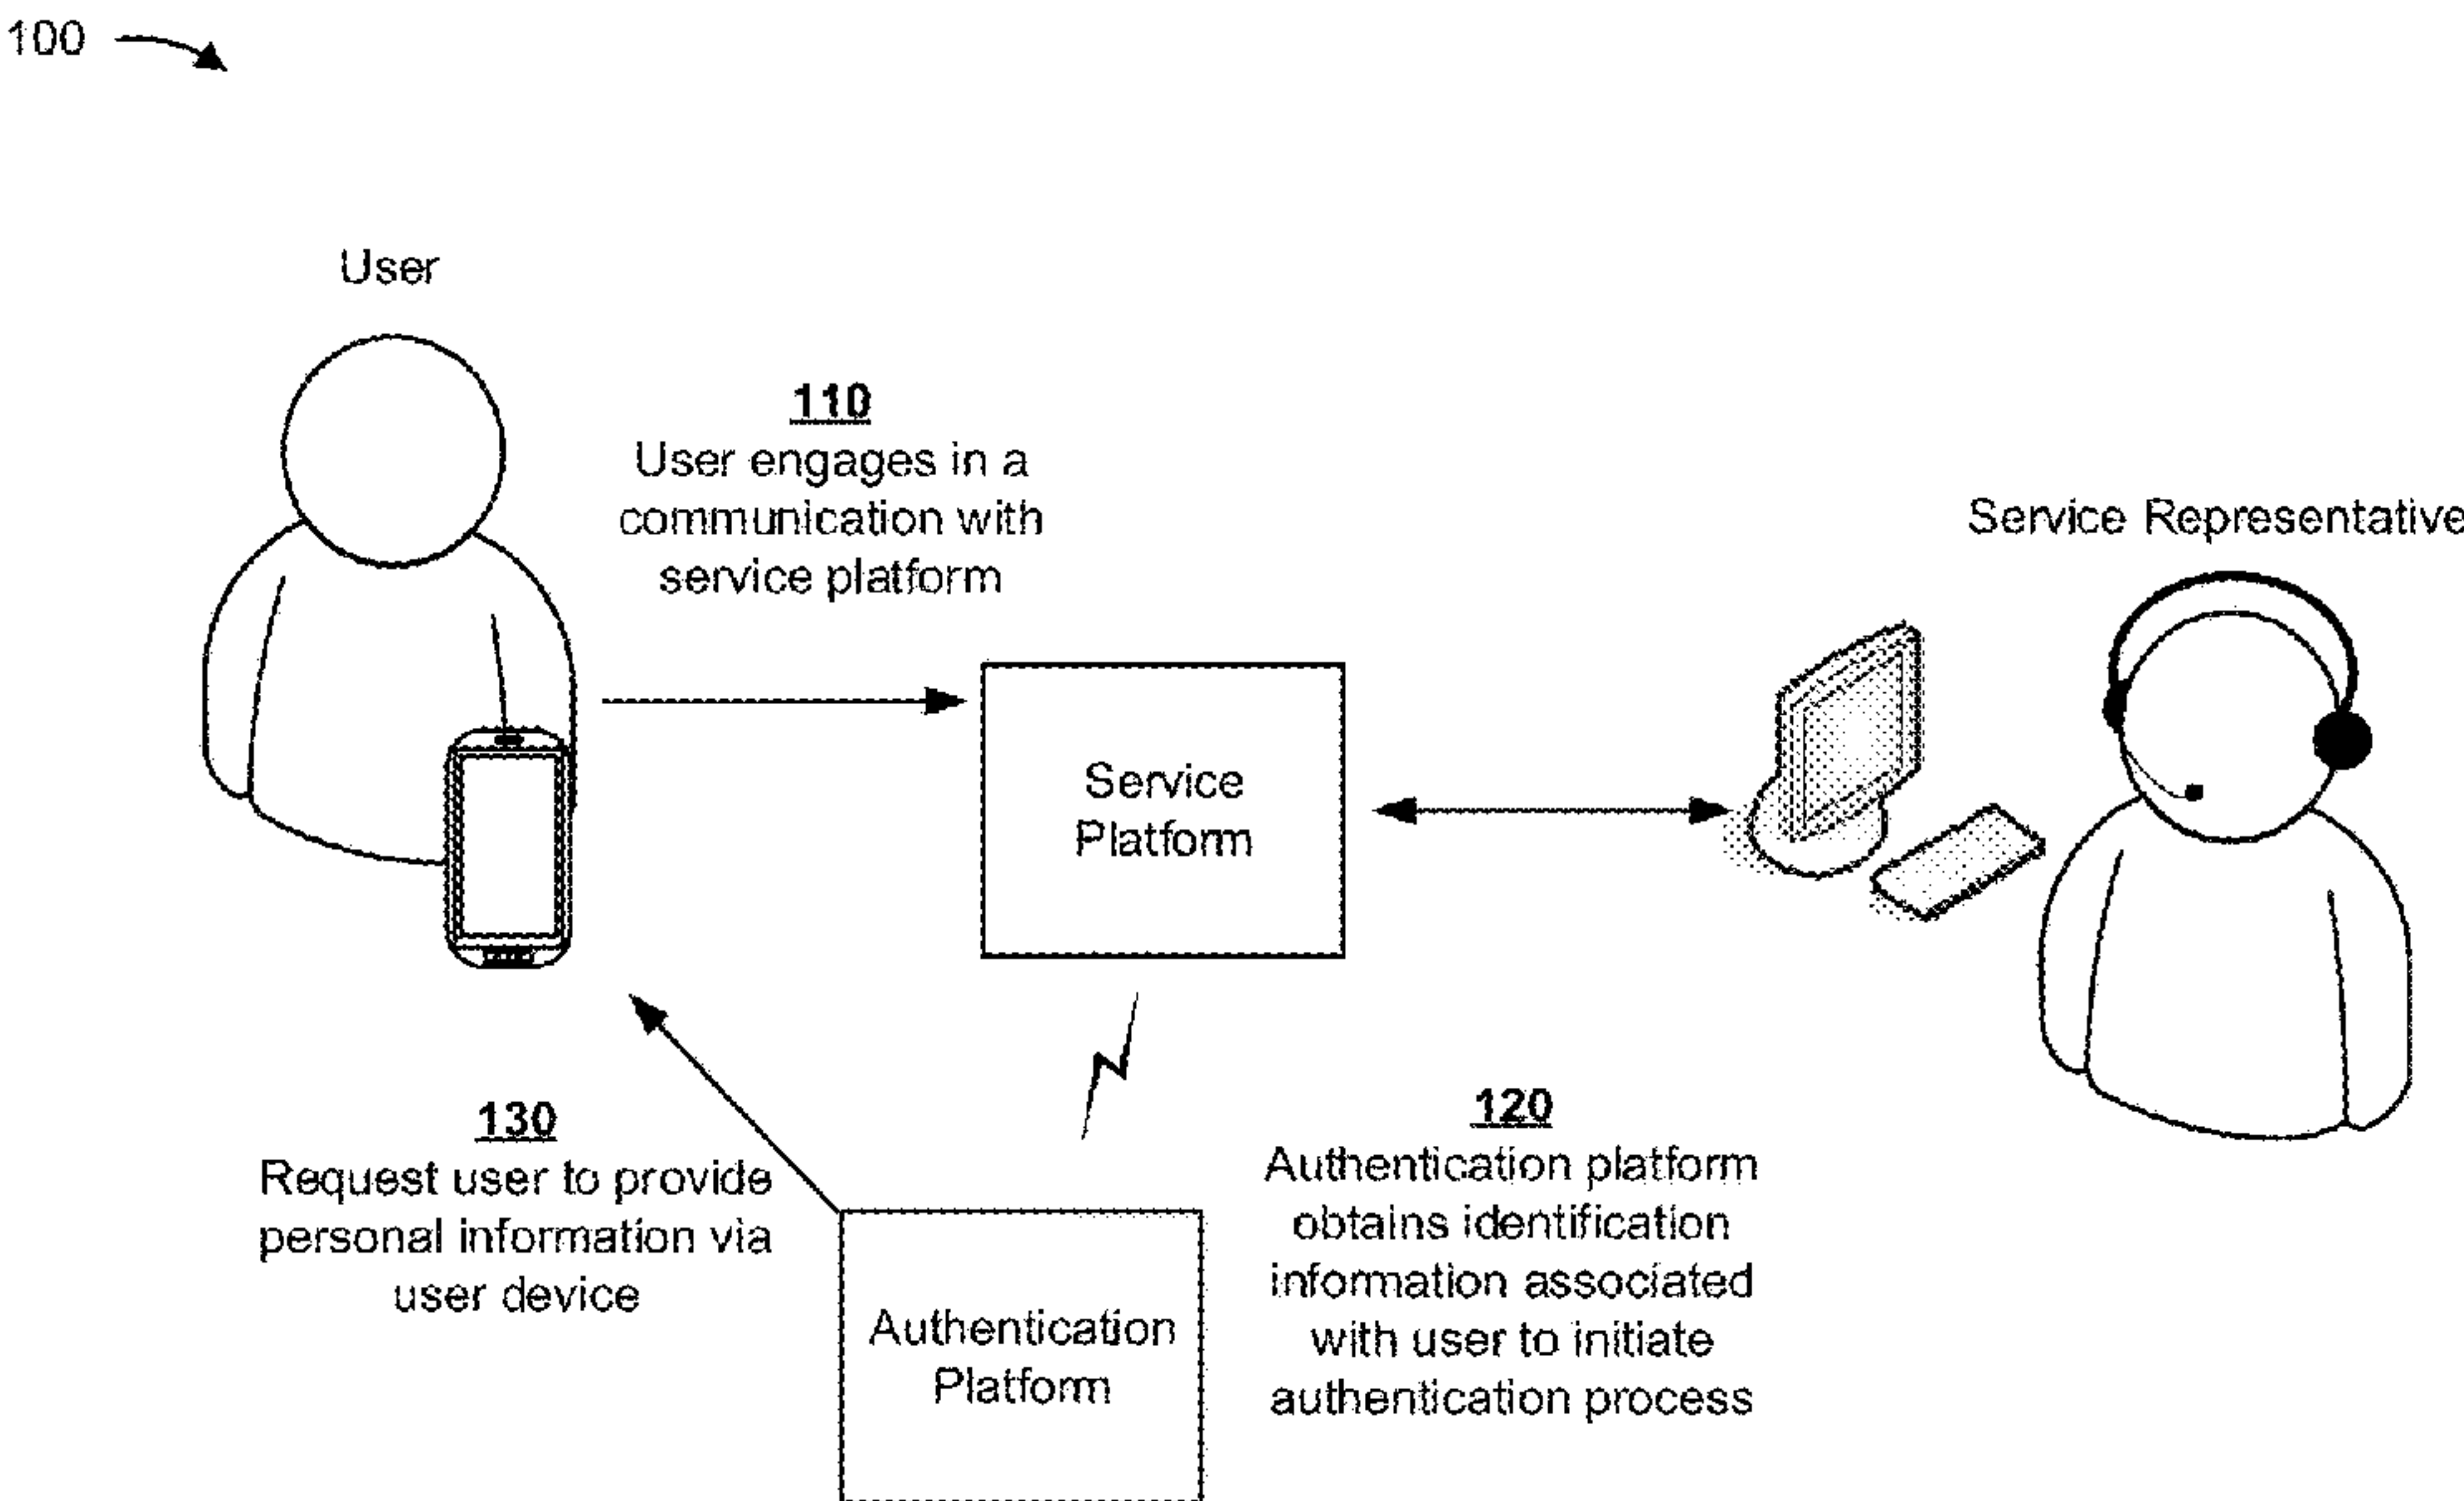 100
User
110
User engages in a
communication with
service platform
Service Representative
Service
Platform
130
Request user to provide
personal information via
user device
120
Authentication platform
obtains identification
information associated
with user to initiate
authentication process
Authentication
Platform